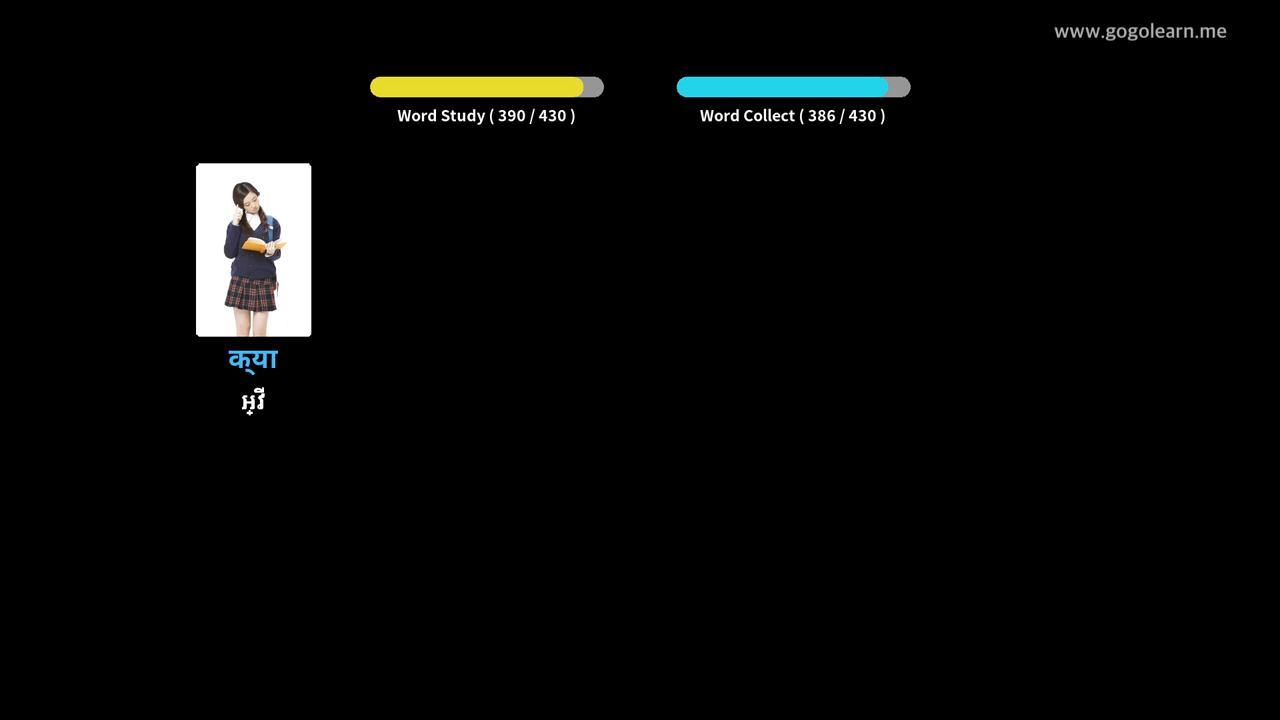 www.gogolearn.me
Word Study ( 390 / 430 )
Word Collect ( 386 / 430 )
क्या
អ្វី